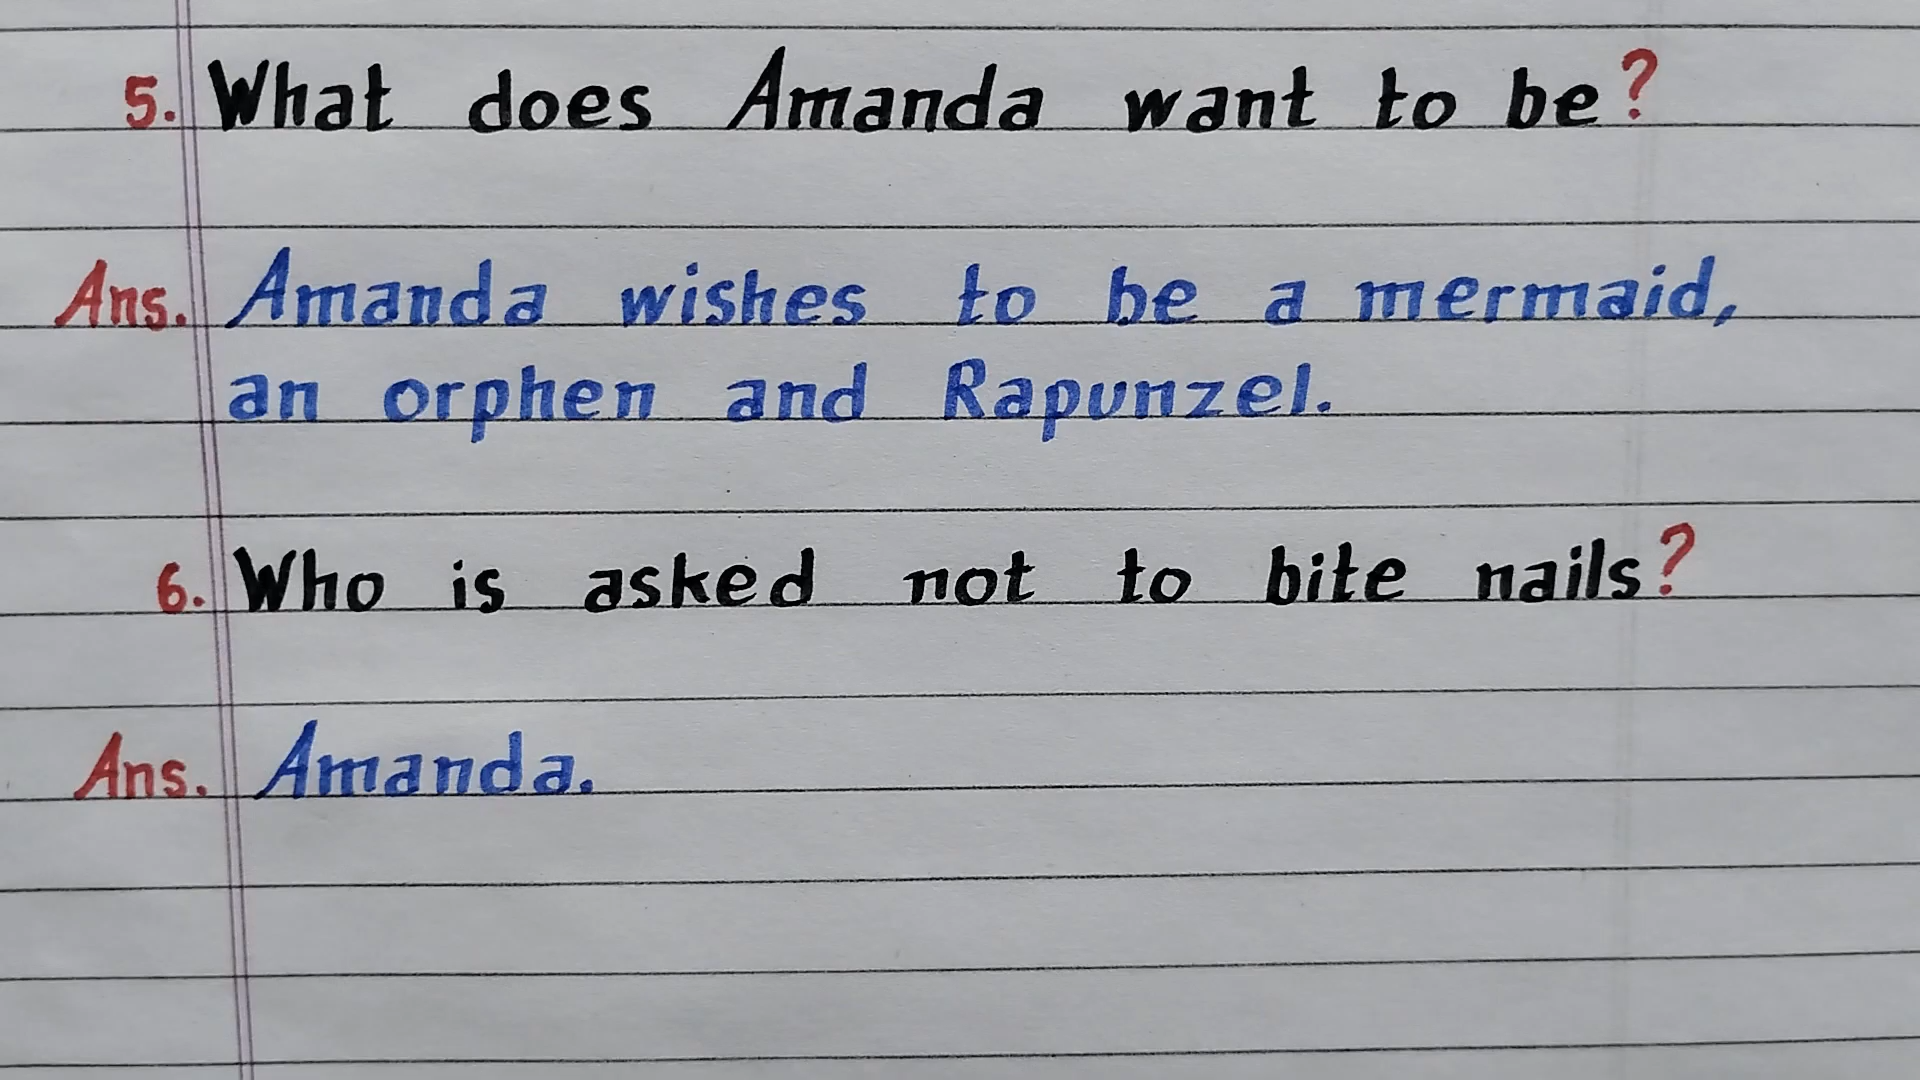 5. What does Amanda want to be?
Ans. Amanda wishes to be a mermaid,
an orphen and Rapunzel.
6. Who is asked not to bite nails?
Ans. Amanda.